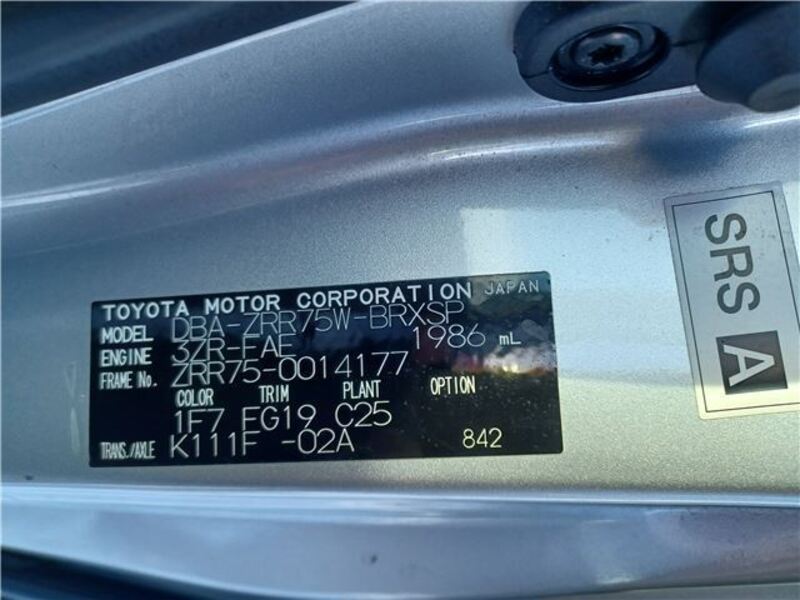 TOYOTA MOTOR CORPORATION JAPAN
MODEL DBA-ZRR75W-BRXSP
ENGINE 3ZR-FAE 1986 mL
FRAME No. ZRR75-0014177
COLOR TRIM PLANT OPTION
1F7 FG19 C25
TRANS./AXLE K111F -02A 842
SRS A